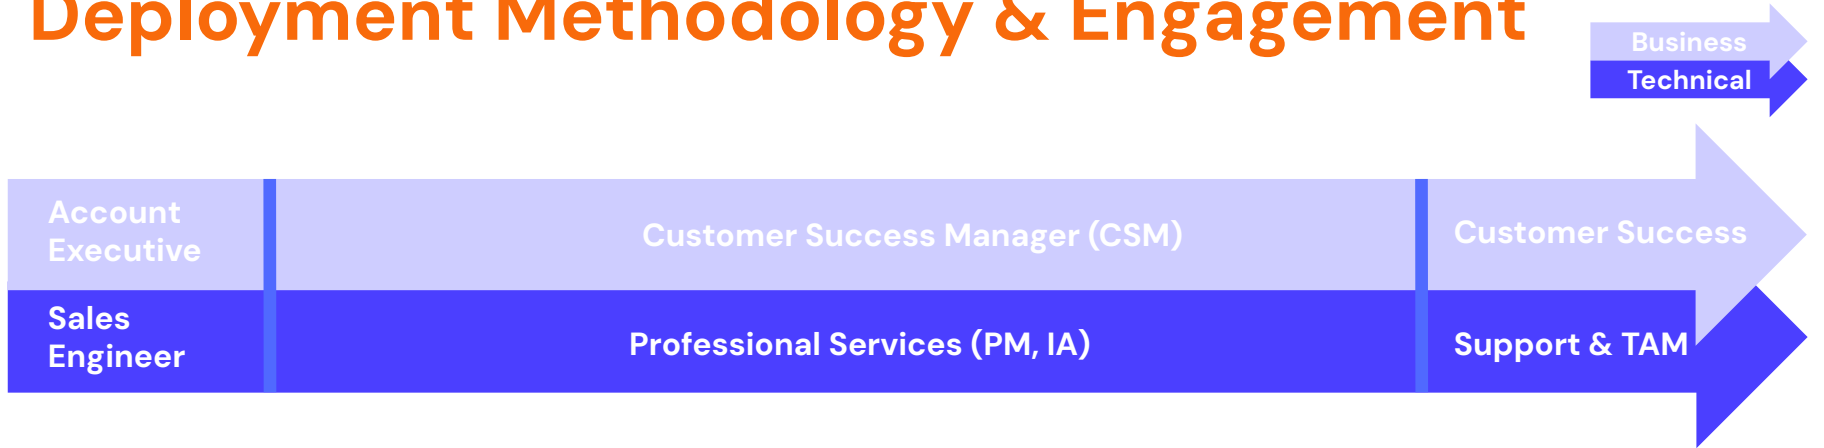 Deployment Methodology & Engagement
Business
Technical
Account
Executive
Customer Success Manager (CSM)
Customer Success
Sales
Engineer
Professional Services (PM, IA)
Support & TAM